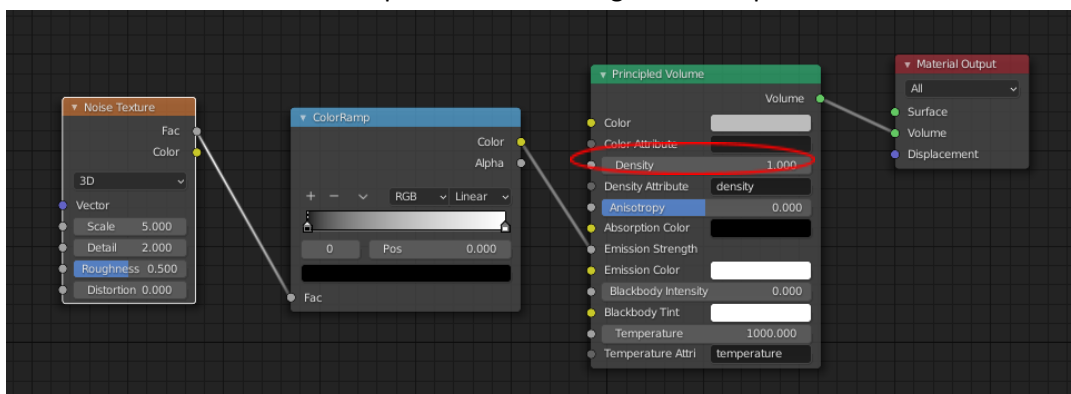 Noise Texture
Fac
Color
3D
Vector
Scale 5.000
Detail 2.000
Roughness 0.500
Distortion 0.000
ColorRamp
Color
Alpha
+ − RGB Linear
0 Pos 0.000
Fac
Principled Volume
Volume
Color
Color Attribute
Density 1.000
Density Attribute density
Anisotropy 0.000
Absorption Color
Emission Strength
Emission Color
Blackbody Intensity 0.000
Blackbody Tint
Temperature 1000.000
Temperature Attri temperature
Material Output
All
Surface
Volume
Displacement